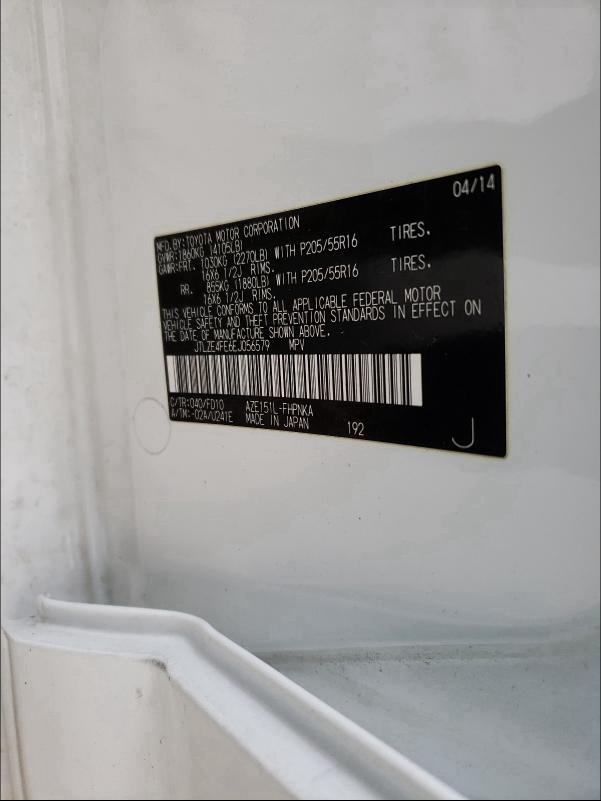 04/14
MFD.BY:TOYOTA MOTOR CORPORATION
GVWR:1860KG (4105LB)
GAWR:FRT. 1030KG (2270LB) WITH P205/55R16 TIRES,
16X6 1/2J RIMS.
RR. 855KG (1880LB) WITH P205/55R16 TIRES,
16X6 1/2J RIMS.
THIS VEHICLE CONFORMS TO ALL APPLICABLE FEDERAL MOTOR
VEHICLE SAFETY AND THEFT PREVENTION STANDARDS IN EFFECT ON
THE DATE OF MANUFACTURE SHOWN ABOVE.
JTLZE4FE6EJ056579 MPV
C/TR:040/FD10 AZE151L-FHPNKA
A/TM:-02A/U241E MADE IN JAPAN 192
J